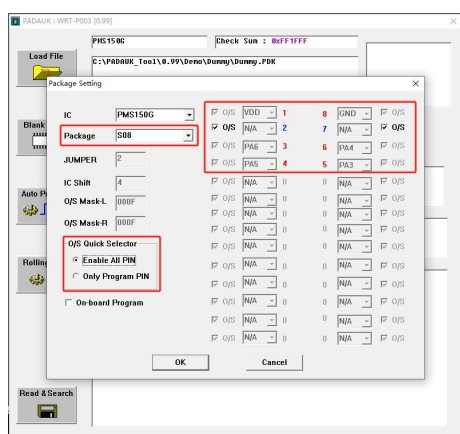 PADAUK : WRT-P003 [0.99]
PMS150G
Check Sum : 0xFF1FFF
Load File
C:\PADAUK_Tool\0.99\Demo\Dummy\Dummy.PDK
Package Setting
IC PMS150G
Package SO8
JUMPER 2
IC Shift 4
O/S Mask-L 000F
O/S Mask-R 000F
O/S Quick Selector
Enable All PIN
Only Program PIN
On-board Program
O/S VDD 1 8 GND O/S
O/S N/A 2 7 N/A O/S
O/S PA6 3 6 PA4 O/S
O/S PA5 4 5 PA3 O/S
O/S N/A 0 0 N/A O/S
O/S N/A 0 0 N/A O/S
O/S N/A 0 0 N/A O/S
O/S N/A 0 0 N/A O/S
O/S N/A 0 0 N/A O/S
O/S N/A 0 0 N/A O/S
O/S N/A 0 0 N/A O/S
O/S N/A 0 0 N/A O/S
O/S N/A 0 0 N/A O/S
OK
Cancel
Blank
Auto P
Rolling
Read & Search